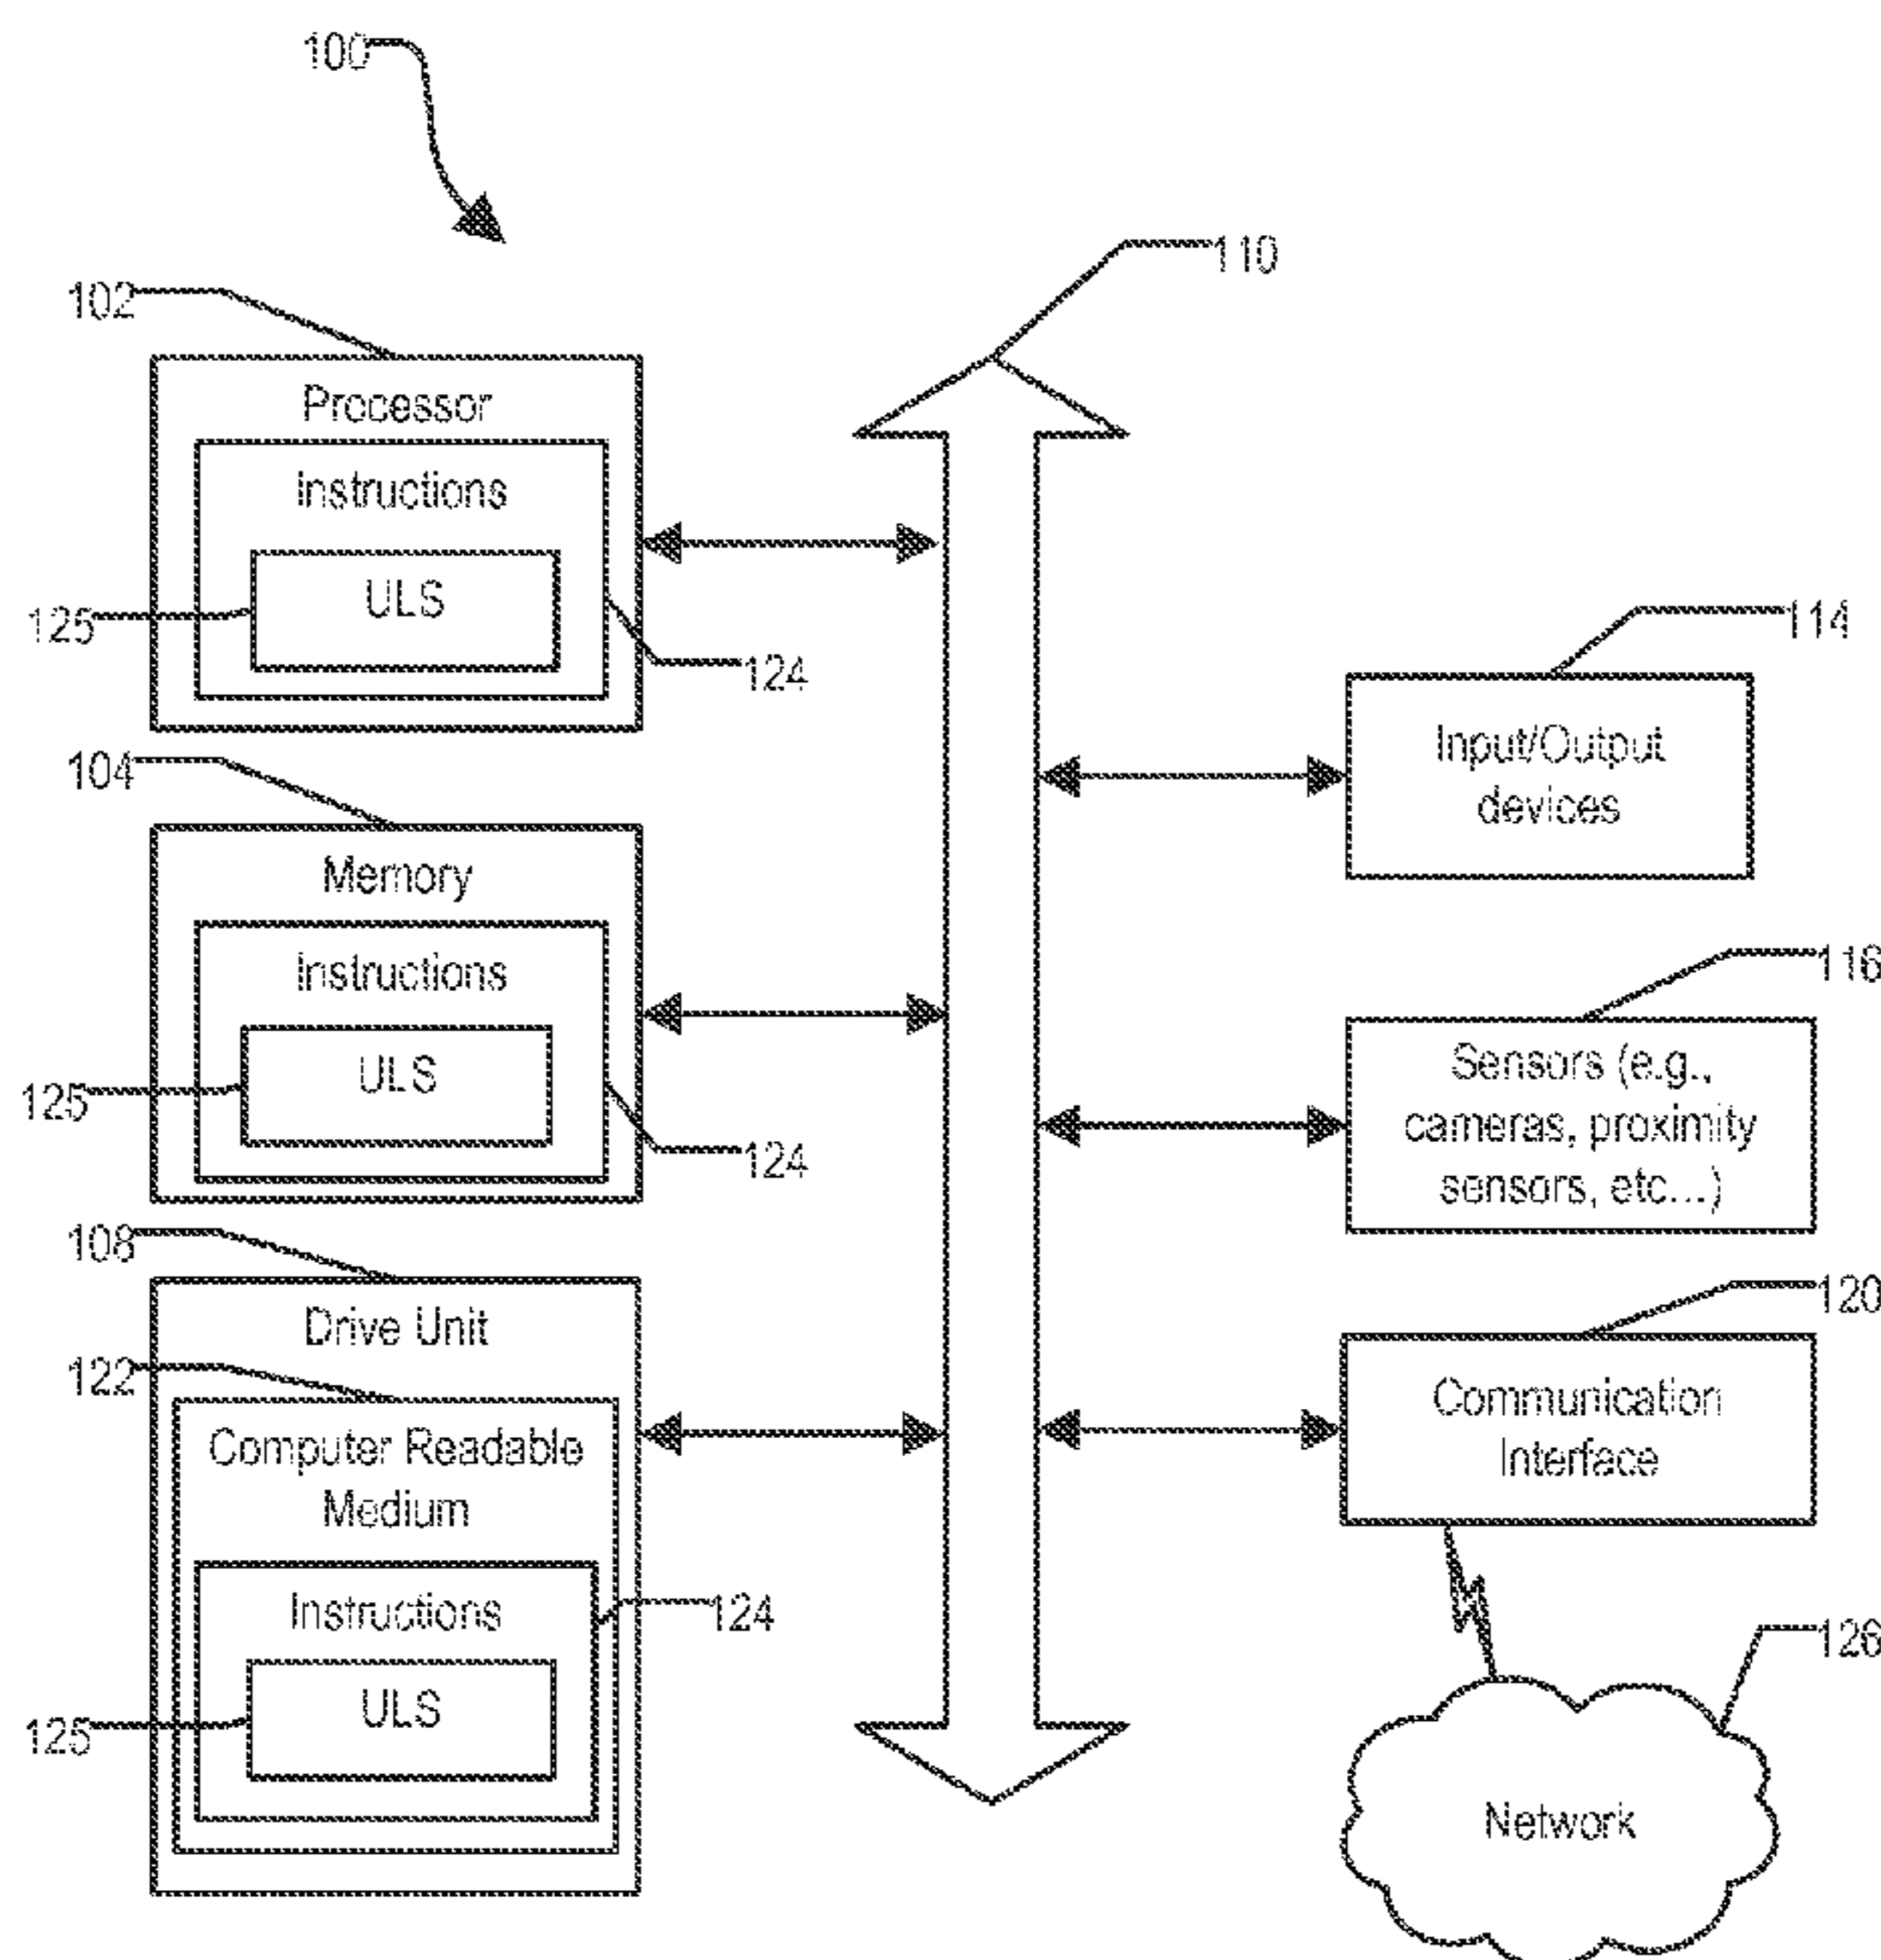 100
110
102
Processor
Instructions
ULS
125
124
114
Input/Output
devices
104
Memory
Instructions
ULS
125
124
116
Sensors (e.g.,
cameras, proximity
sensors, etc...)
108
Drive Unit
122
Computer Readable
Medium
Instructions
124
ULS
125
120
Communication
Interface
126
Network